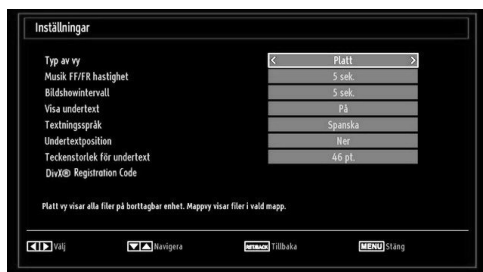 Inställningar
Typ av vy < Platt >
Musik FF/FR hastighet 5 sek.
Bildshowintervall 5 sek.
Visa undertext På
Textningsspråk Spanska
Undertextposition Ner
Teckenstorlek för undertext 46 pt.
DivX® Registration Code
Platt vy visar alla filer på borttagbar enhet. Mappvy visar filer i vald mapp.
Välj Navigera RET/BACK Tillbaka MENU Stäng